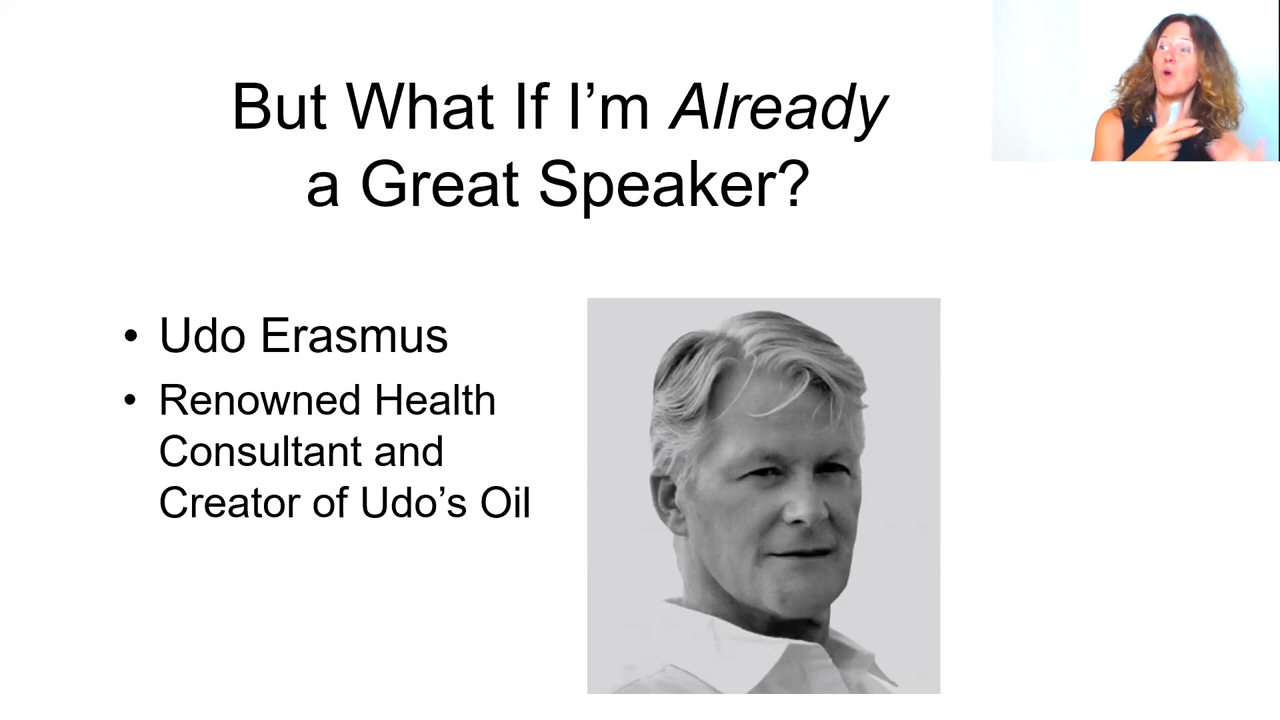 But What If I’m Already
a Great Speaker?
• Udo Erasmus
• Renowned Health
Consultant and
Creator of Udo’s Oil